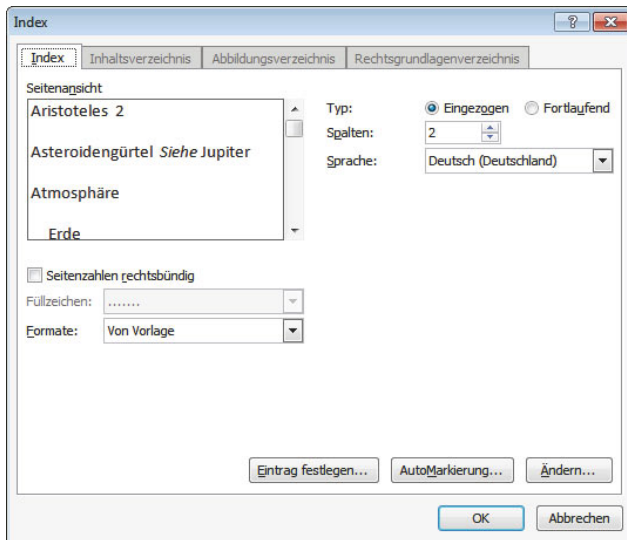 Index
Index Inhaltsverzeichnis Abbildungsverzeichnis Rechtsgrundlagenverzeichnis
Seitenansicht
Aristoteles 2
Asteroidengürtel Siehe Jupiter
Atmosphäre
Erde
Typ: Eingezogen Fortlaufend
Spalten: 2
Sprache: Deutsch (Deutschland)
Seitenzahlen rechtsbündig
Füllzeichen: .......
Formate: Von Vorlage
Eintrag festlegen... AutoMarkierung... Ändern...
OK Abbrechen